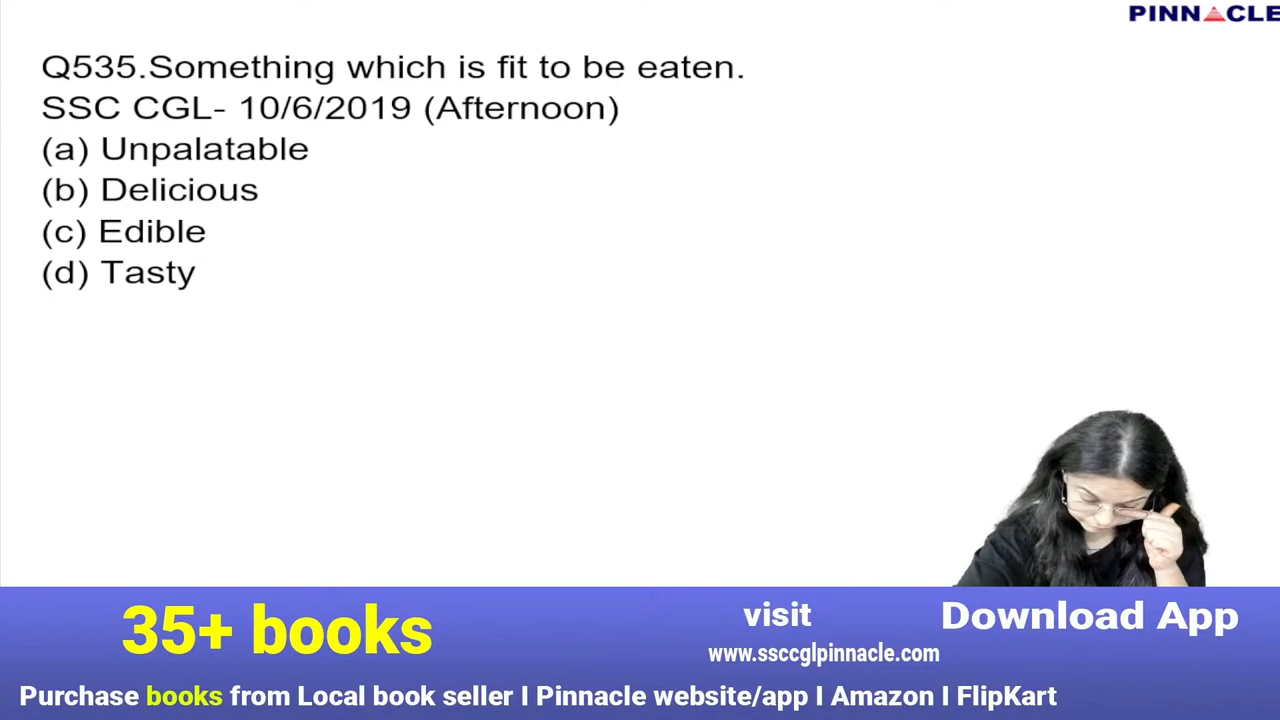 PINNACLE
Q535.Something which is fit to be eaten.
SSC CGL- 10/6/2019 (Afternoon)
(a) Unpalatable
(b) Delicious
(c) Edible
(d) Tasty
35+ books
visit
www.ssccglpinnacle.com
Download App
Purchase books from Local book seller I Pinnacle website/app I Amazon I FlipKart